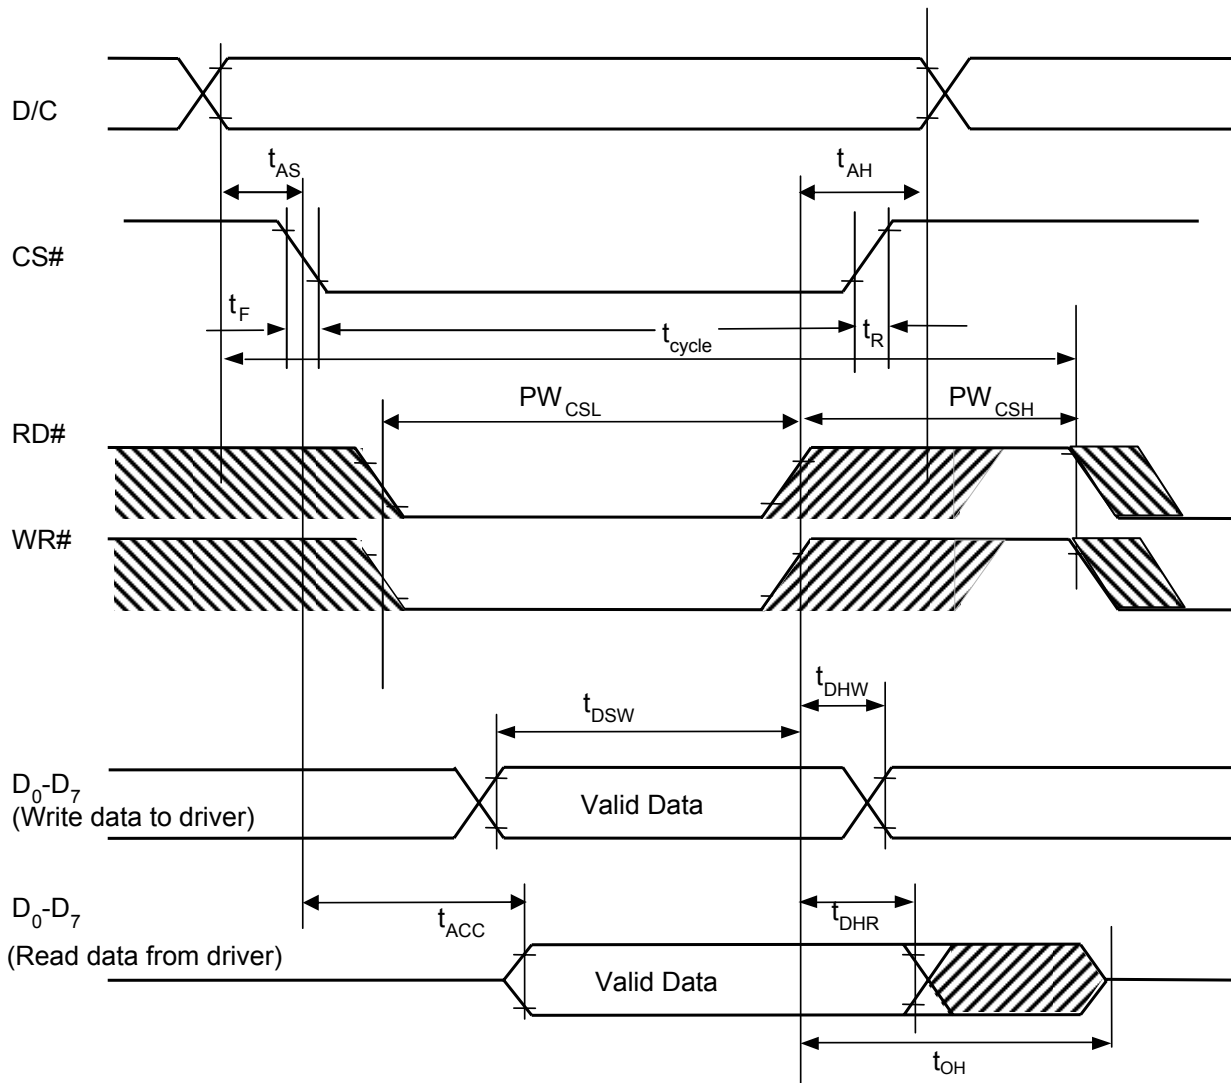 D/C
tAS
tAH
CS#
tF
tcycle
tR
PWCSL
PWCSH
RD#
WR#
tDSW
tDHW
D0-D7
(Write data to driver)
Valid Data
D0-D7
(Read data from driver)
tACC
tDHR
Valid Data
tOH